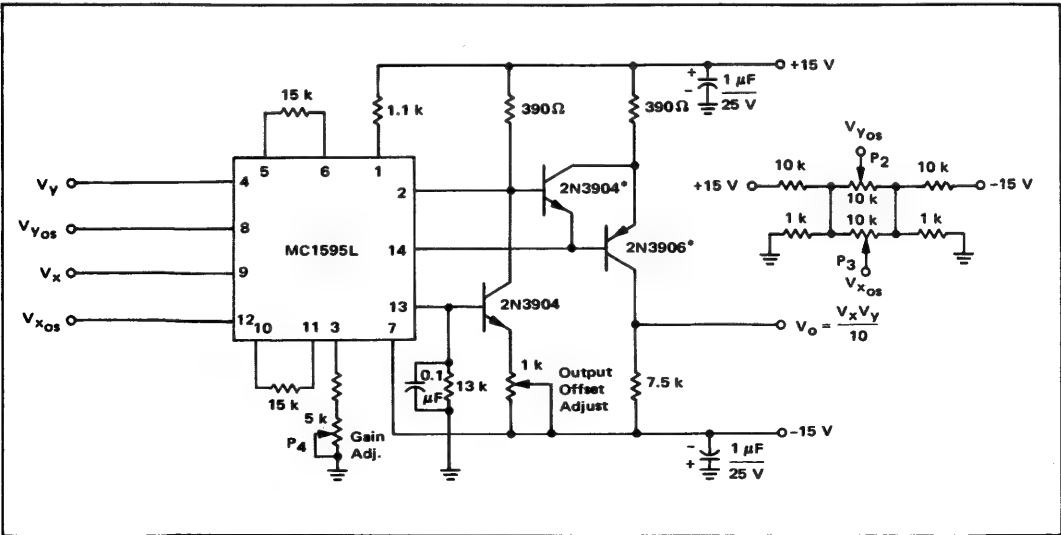 +15 V
+
−
1 µF
25 V
15 k
1.1 k
390Ω
390Ω
5
6
1
V_y
4
2
2N3904*
V_yos
8
MC1595L
14
2N3906*
V_x
9
13
2N3904
V_xos
12
10
11
3
7
15 k
5 k
P4
Gain
Adj.
0.1
µF
13 k
1 k
Output
Offset
Adjust
7.5 k
V_o = V_xV_y
10
−15 V
−
+
1 µF
25 V
V_yos
P2
10 k
10 k
+15 V
−15 V
10 k
1 k
10 k
1 k
P3
V_xos